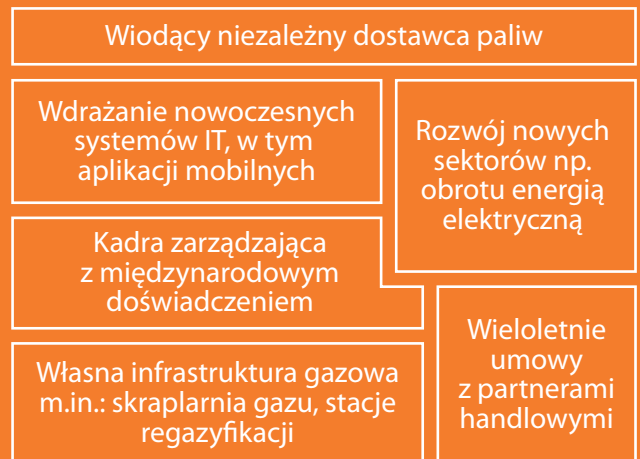 Wiodący niezależny dostawca paliw
Wdrażanie nowoczesnych
systemów IT, w tym
aplikacji mobilnych
Rozwój nowych
sektorów np.
obrotu energią
elektryczną
Kadra zarządzająca
z międzynarodowym
doświadczeniem
Wieloletnie
umowy
z partnerami
handlowymi
Własna infrastruktura gazowa
m.in.: skraplarnia gazu, stacje
regazyfikacji